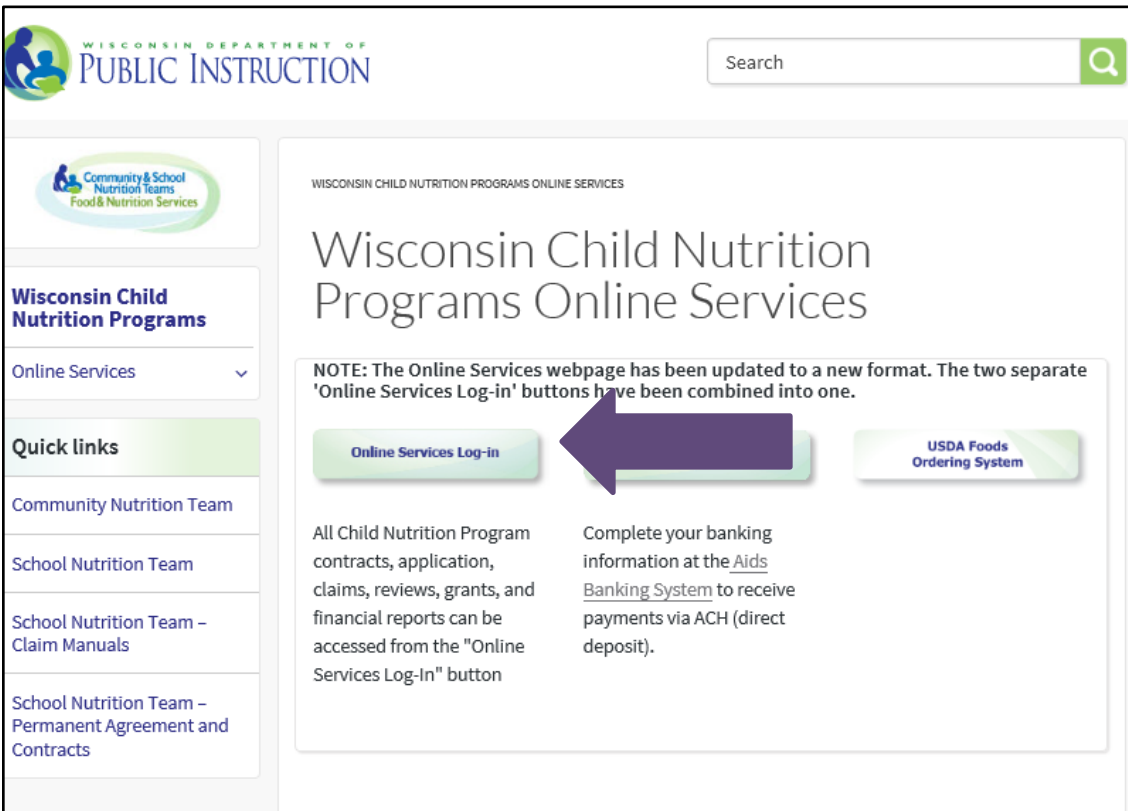 WISCONSIN DEPARTMENT OF
PUBLIC INSTRUCTION
Search
Community & School
Nutrition Teams
Food & Nutrition Services
Wisconsin Child
Nutrition Programs
Online Services
Quick links
Community Nutrition Team
School Nutrition Team
School Nutrition Team –
Claim Manuals
School Nutrition Team –
Permanent Agreement and
Contracts
WISCONSIN CHILD NUTRITION PROGRAMS ONLINE SERVICES
Wisconsin Child Nutrition
Programs Online Services
NOTE: The Online Services webpage has been updated to a new format. The two separate
'Online Services Log-in' buttons have been combined into one.
Online Services Log-in
All Child Nutrition Program
contracts, application,
claims, reviews, grants, and
financial reports can be
accessed from the "Online
Services Log-In" button
Complete your banking
information at the Aids
Banking System to receive
payments via ACH (direct
deposit).
USDA Foods
Ordering System